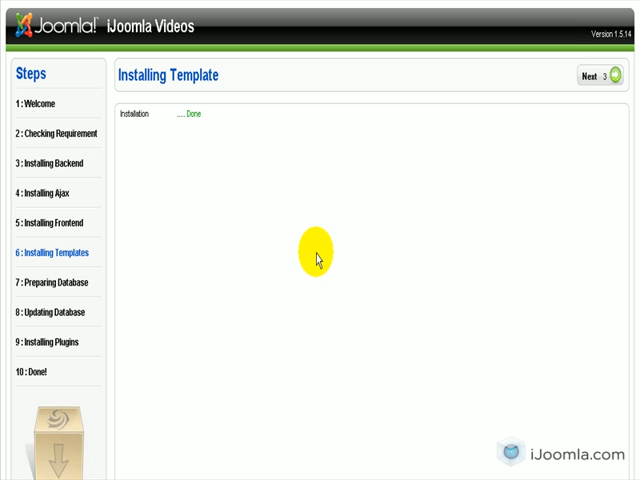 Joomla! iJoomla Videos
Version 1.5.14
Steps
Installing Template
Next 3
1 : Welcome
Installation ..... Done
2 : Checking Requirement
3 : Installing Backend
4 : Installing Ajax
5 : Installing Frontend
6 : Installing Templates
7 : Preparing Database
8 : Updating Database
9 : Installing Plugins
10 : Done!
iJoomla.com